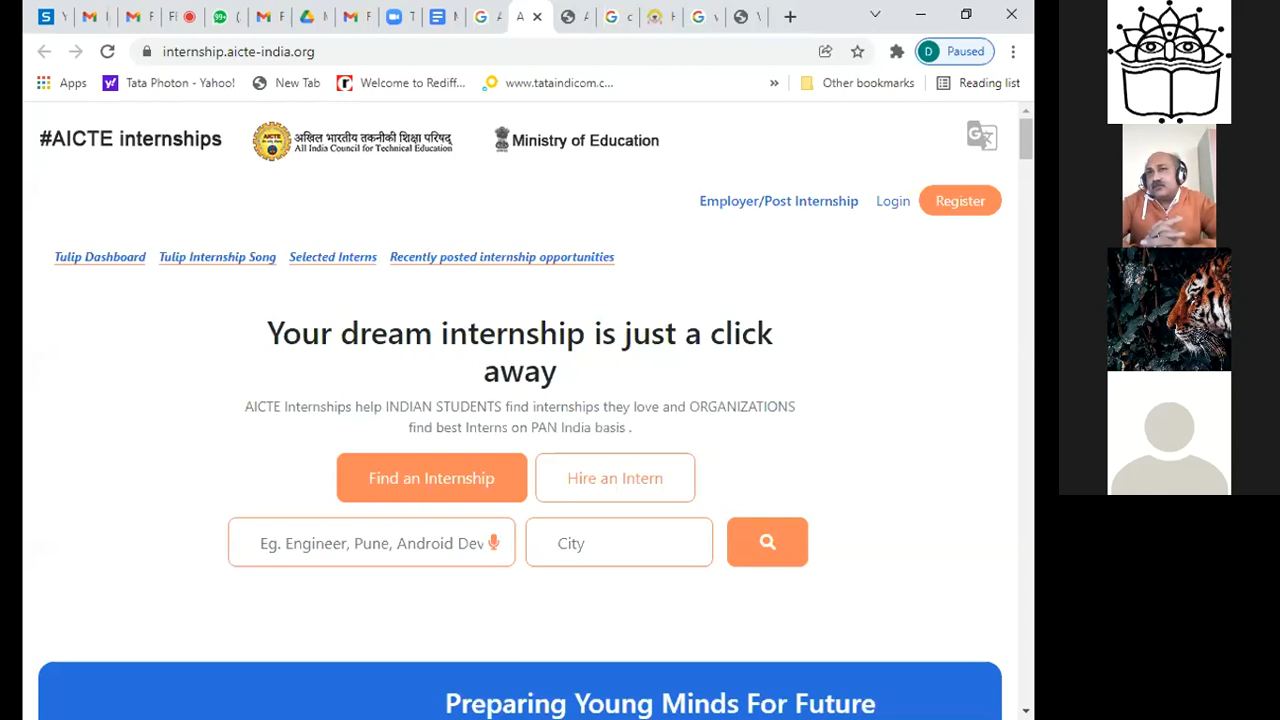 99+
A
internship.aicte-india.org
D Paused
Apps
Tata Photon - Yahoo!
New Tab
Welcome to Rediff...
www.tataindicom.c...
»
Other bookmarks
Reading list
#AICTE internships
AICTE
अखिल भारतीय तकनीकी शिक्षा परिषद्
All India Council for Technical Education
Ministry of Education
Employer/Post Internship
Login
Register
Tulip Dashboard
Tulip Internship Song
Selected Interns
Recently posted internship opportunities
Your dream internship is just a click
away
AICTE Internships help INDIAN STUDENTS find internships they love and ORGANIZATIONS
find best Interns on PAN India basis .
Find an Internship
Hire an Intern
Eg. Engineer, Pune, Android Dev
City
Preparing Young Minds For Future